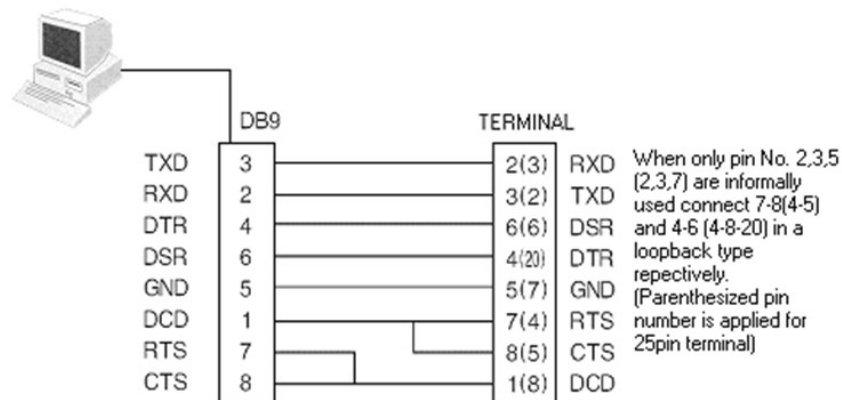 DB9 TERMINAL
TXD 3 2(3) RXD
RXD 2 3(2) TXD
DTR 4 6(6) DSR
DSR 6 4(20) DTR
GND 5 5(7) GND
DCD 1 7(4) RTS
RTS 7 8(5) CTS
CTS 8 1(8) DCD
When only pin No. 2,3,5
(2,3,7) are informally
used connect 7-8(4-5)
and 4-6 (4-8-20) in a
loopback type
repectively.
(Parenthesized pin
number is applied for
25pin terminal)